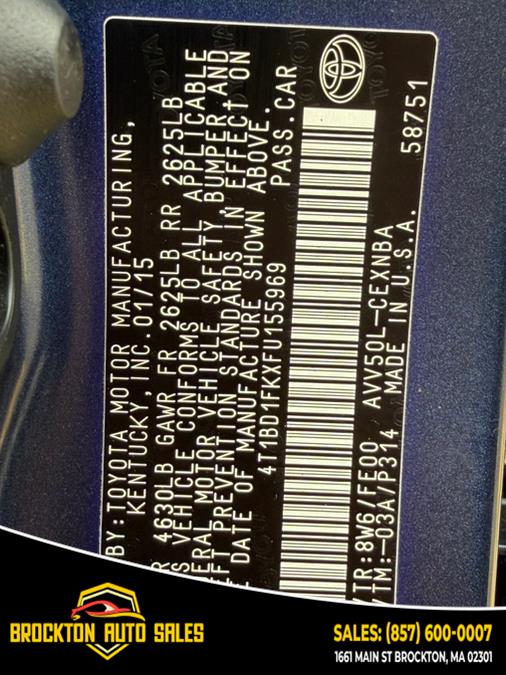 BY: TOYOTA MOTOR MANUFACTURING,
KENTUCKY, INC. 01/15
R 4630LB GAWR FR 2625LB RR 2625LB
S VEHICLE CONFORMS TO ALL APPLICABLE
ERAL MOTOR VEHICLE SAFETY, BUMPER AND
FT PREVENTION STANDARDS IN EFFECT ON
DATE OF MANUFACTURE SHOWN ABOVE.
4T1BD1FKXFU155969 PASS.CAR
TR: 8W6/FE00 AVV50L-CEXNBA
TM:-03A/P314 MADE IN U.S.A. 58751
TOYOTA
BROCKTON AUTO SALES
SALES: (857) 600-0007
1661 MAIN ST BROCKTON, MA 02301